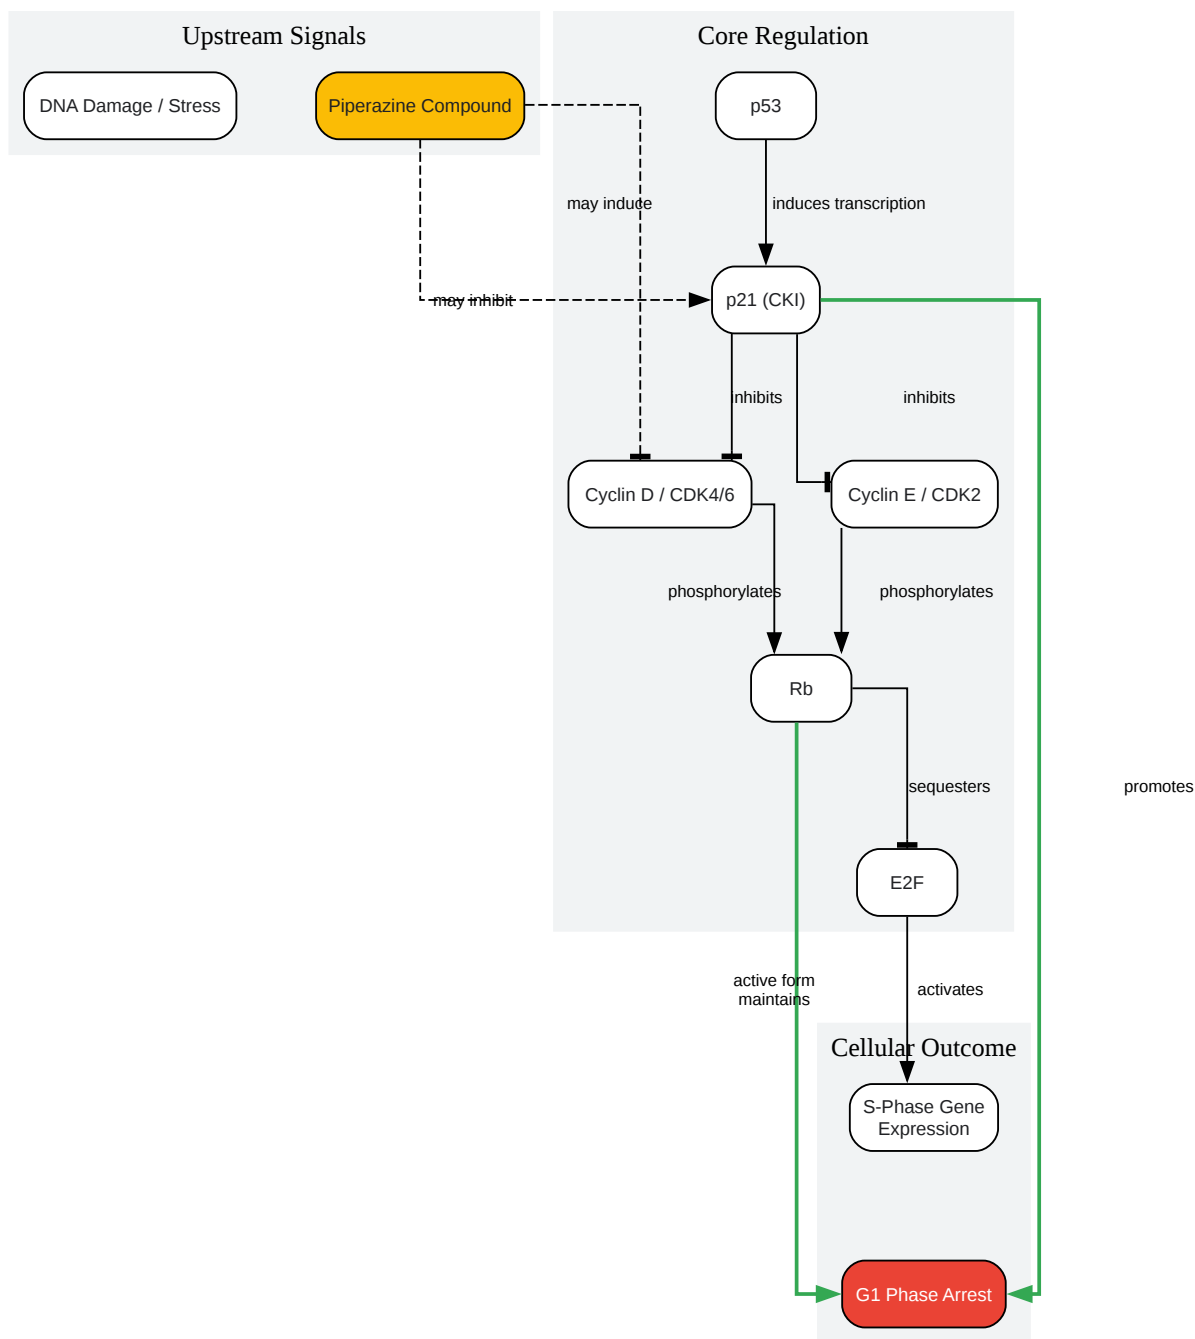 Upstream Signals
Core Regulation
DNA Damage / Stress
Piperazine Compound
p53
may induce
induces transcription
may inhibit
p21 (CKI)
inhibits
inhibits
Cyclin D / CDK4/6
Cyclin E / CDK2
phosphorylates
phosphorylates
Rb
sequesters
promotes
E2F
active form
maintains
activates
Cellular Outcome
S-Phase Gene
Expression
G1 Phase Arrest